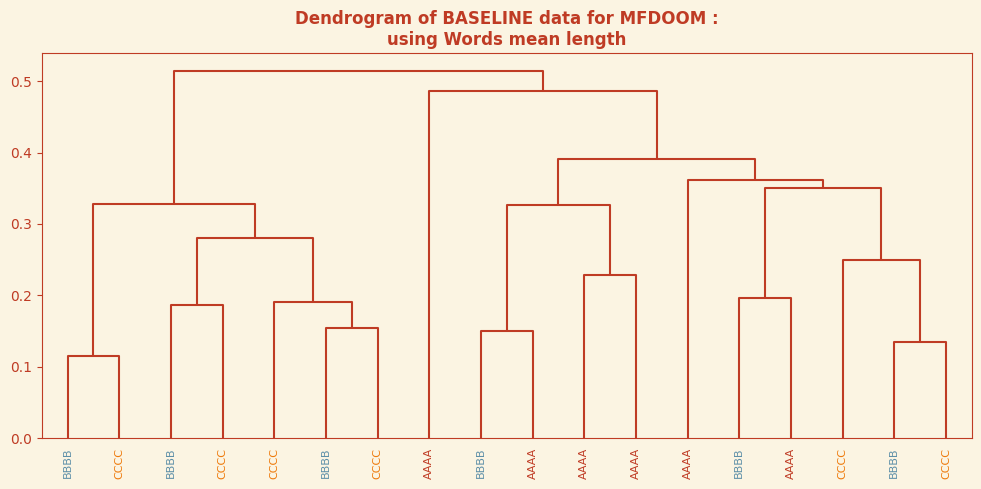 Dendrogram of BASELINE data for MFDOOM :
using Words mean length
0.5
0.4
0.3
0.2
0.1
0.0
BBBB
CCCC
BBBB
CCCC
CCCC
BBBB
CCCC
AAAA
BBBB
AAAA
AAAA
AAAA
AAAA
BBBB
AAAA
CCCC
BBBB
CCCC